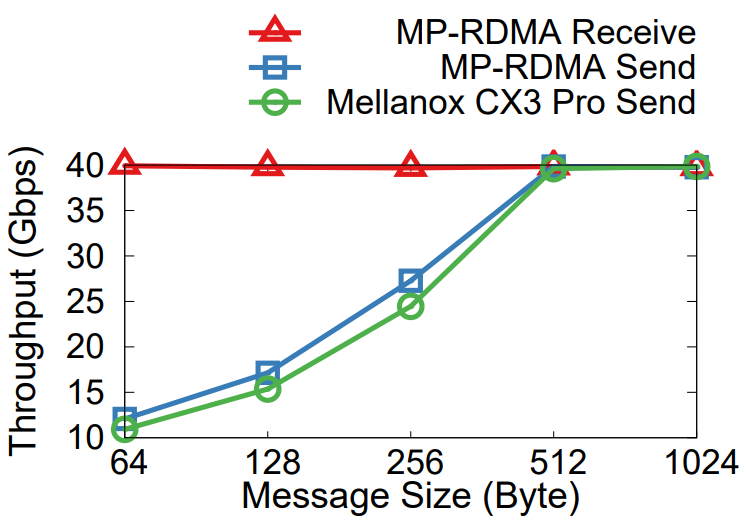 MP-RDMA Receive
MP-RDMA Send
Mellanox CX3 Pro Send
Throughput (Gbps)
40
35
30
25
20
15
10
64 128 256 512 1024
Message Size (Byte)